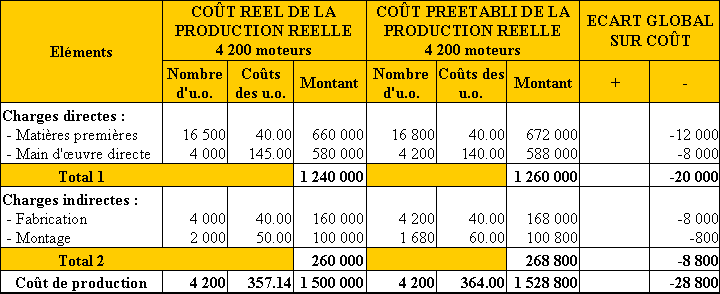 Eléments
COÛT REEL DE LA
PRODUCTION REELLE
4 200 moteurs
COÛT PREETABLI DE LA
PRODUCTION REELLE
4 200 moteurs
ECART GLOBAL
SUR COÛT
Nombre
d'u.o.
Coûts
des u.o.
Montant
Nombre
d'u.o.
Coûts des
u.o.
Montant
+
-
Charges directes :
- Matières premières 16 500 40.00 660 000 16 800 40.00 672 000 -12 000
- Main d'œuvre directe 4 000 145.00 580 000 4 200 140.00 588 000 -8 000
Total 1 1 240 000 1 260 000 -20 000
Charges indirectes :
- Fabrication 4 000 40.00 160 000 4 200 40.00 168 000 -8 000
- Montage 2 000 50.00 100 000 1 680 60.00 100 800 -800
Total 2 260 000 268 800 -8 800
Coût de production 4 200 357.14 1 500 000 4 200 364.00 1 528 800 -28 800